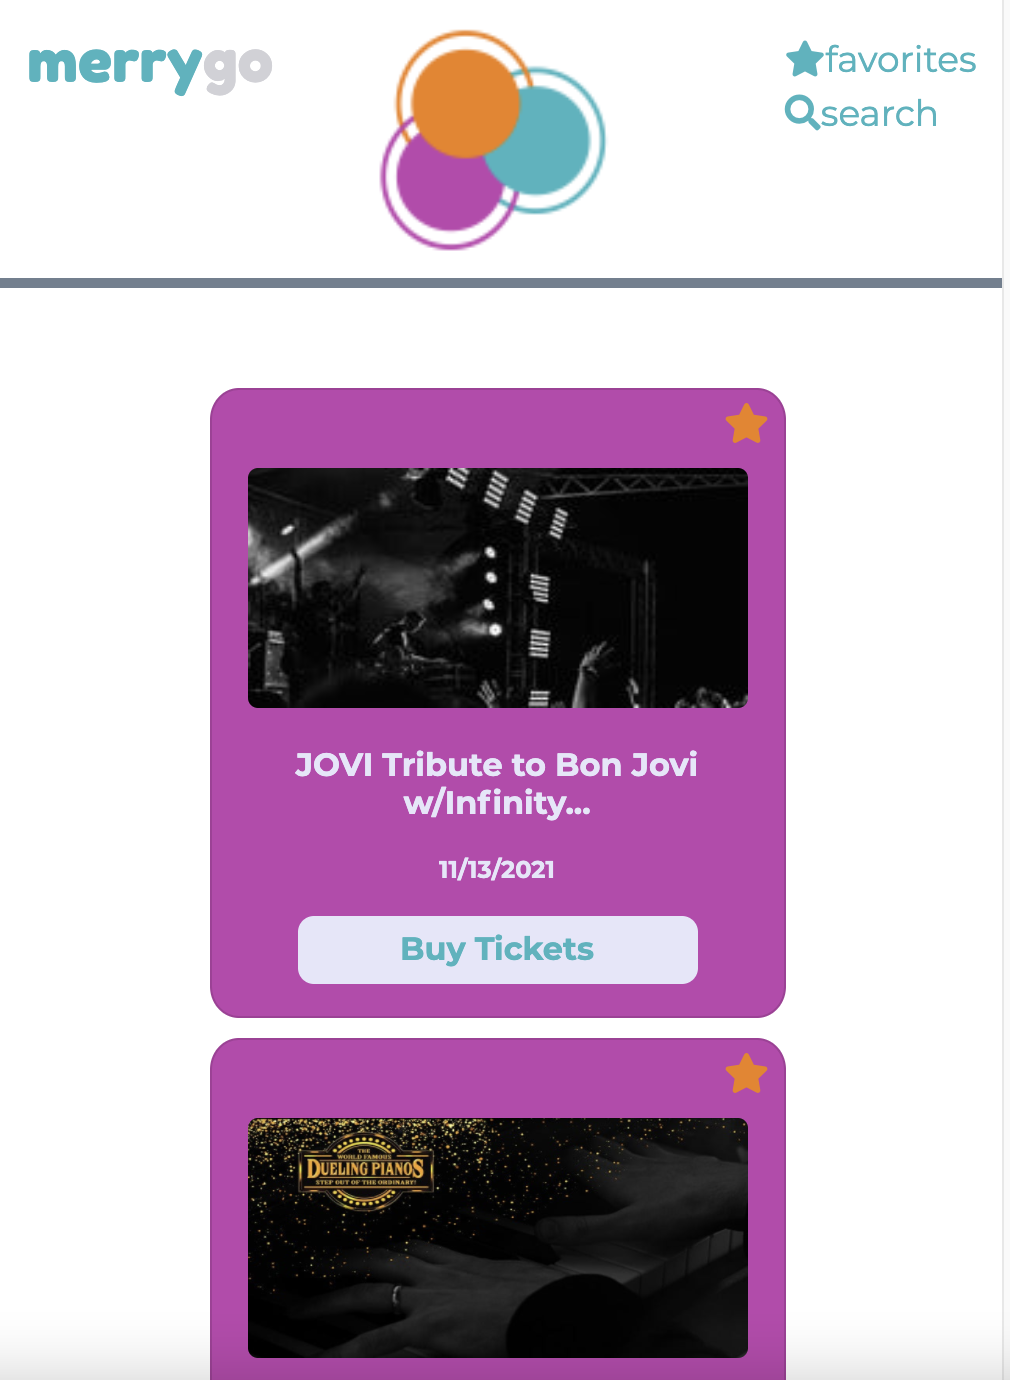 merrygo
favorites
search
JOVI Tribute to Bon Jovi
w/Infinity...
11/13/2021
Buy Tickets
THE
WORLD FAMOUS
DUELING PIANOS
STEP OUT OF THE ORDINARY!